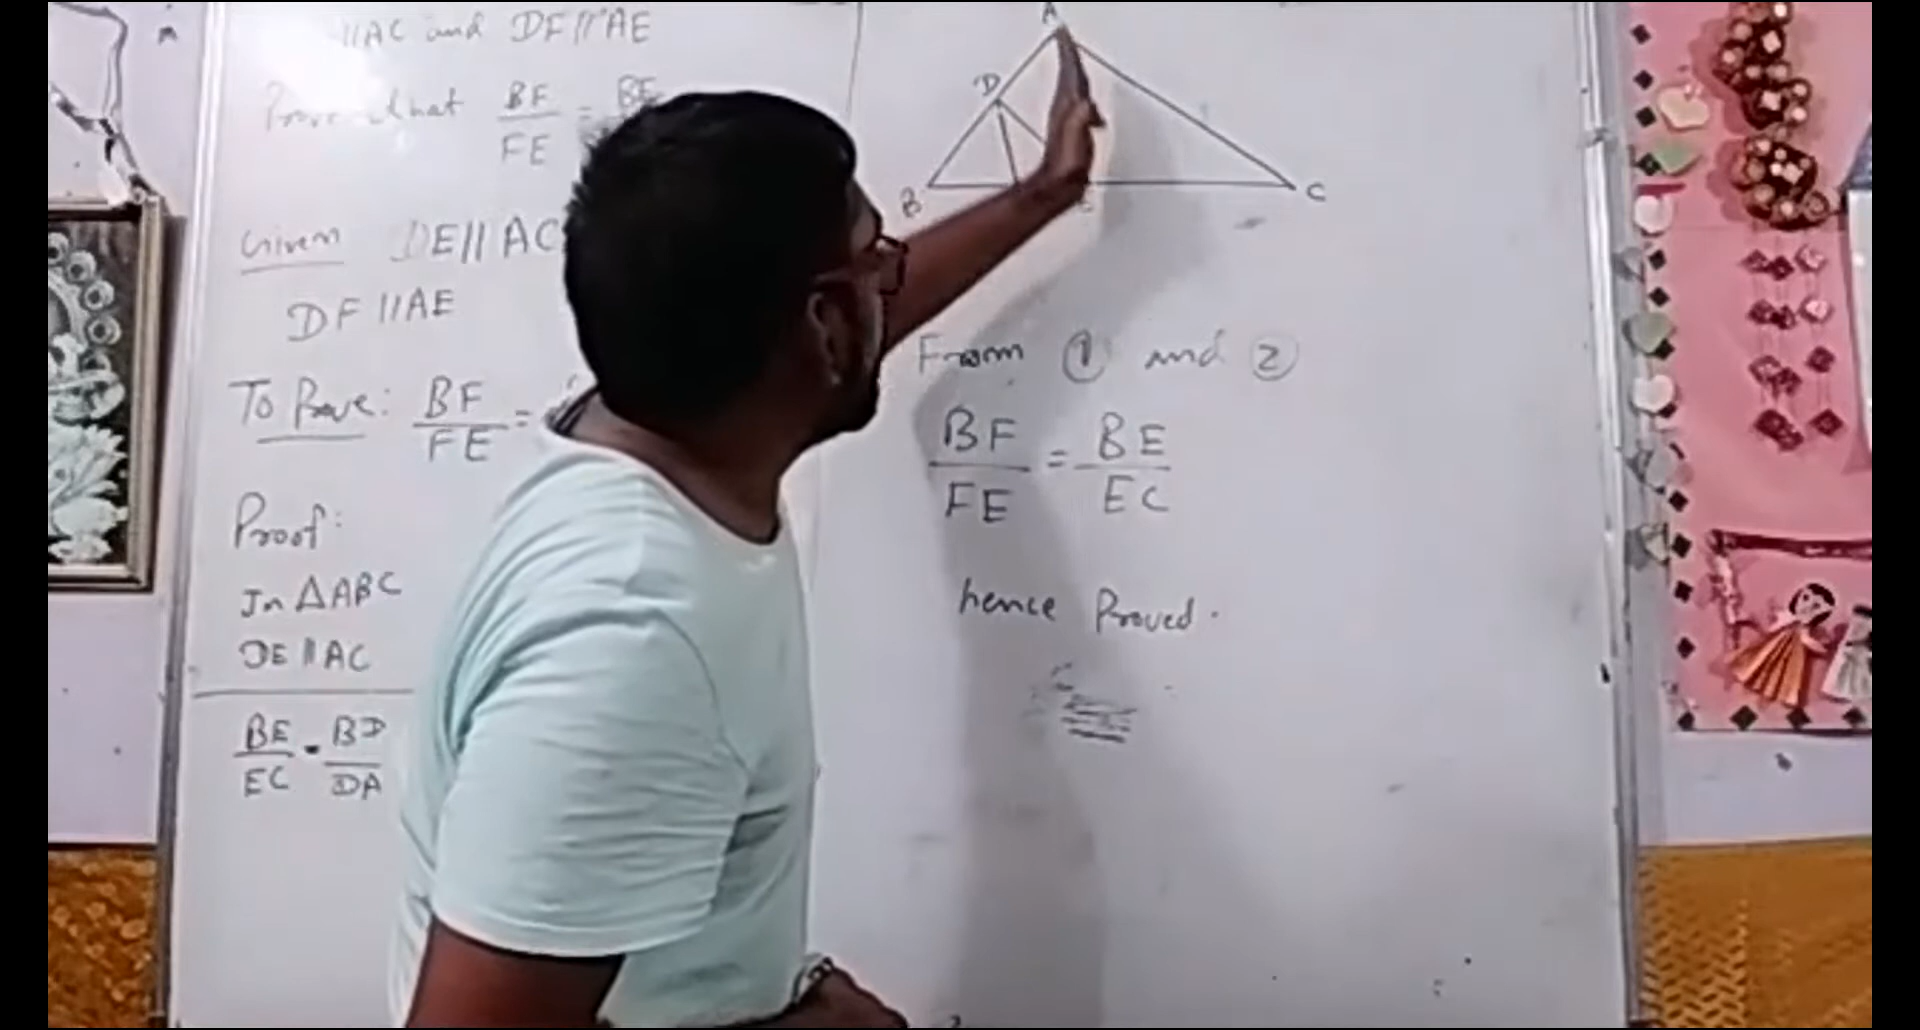 ||AC and DF||AE
Prove that BF/FE = BE
Given DE||AC
DF||AE
To Prove: BF/FE =
Proof:
In △ABC
DE||AC
BE/EC = BD/DA
A
D
B
C
From ① and ②
BF/FE = BE/EC
hence Proved.